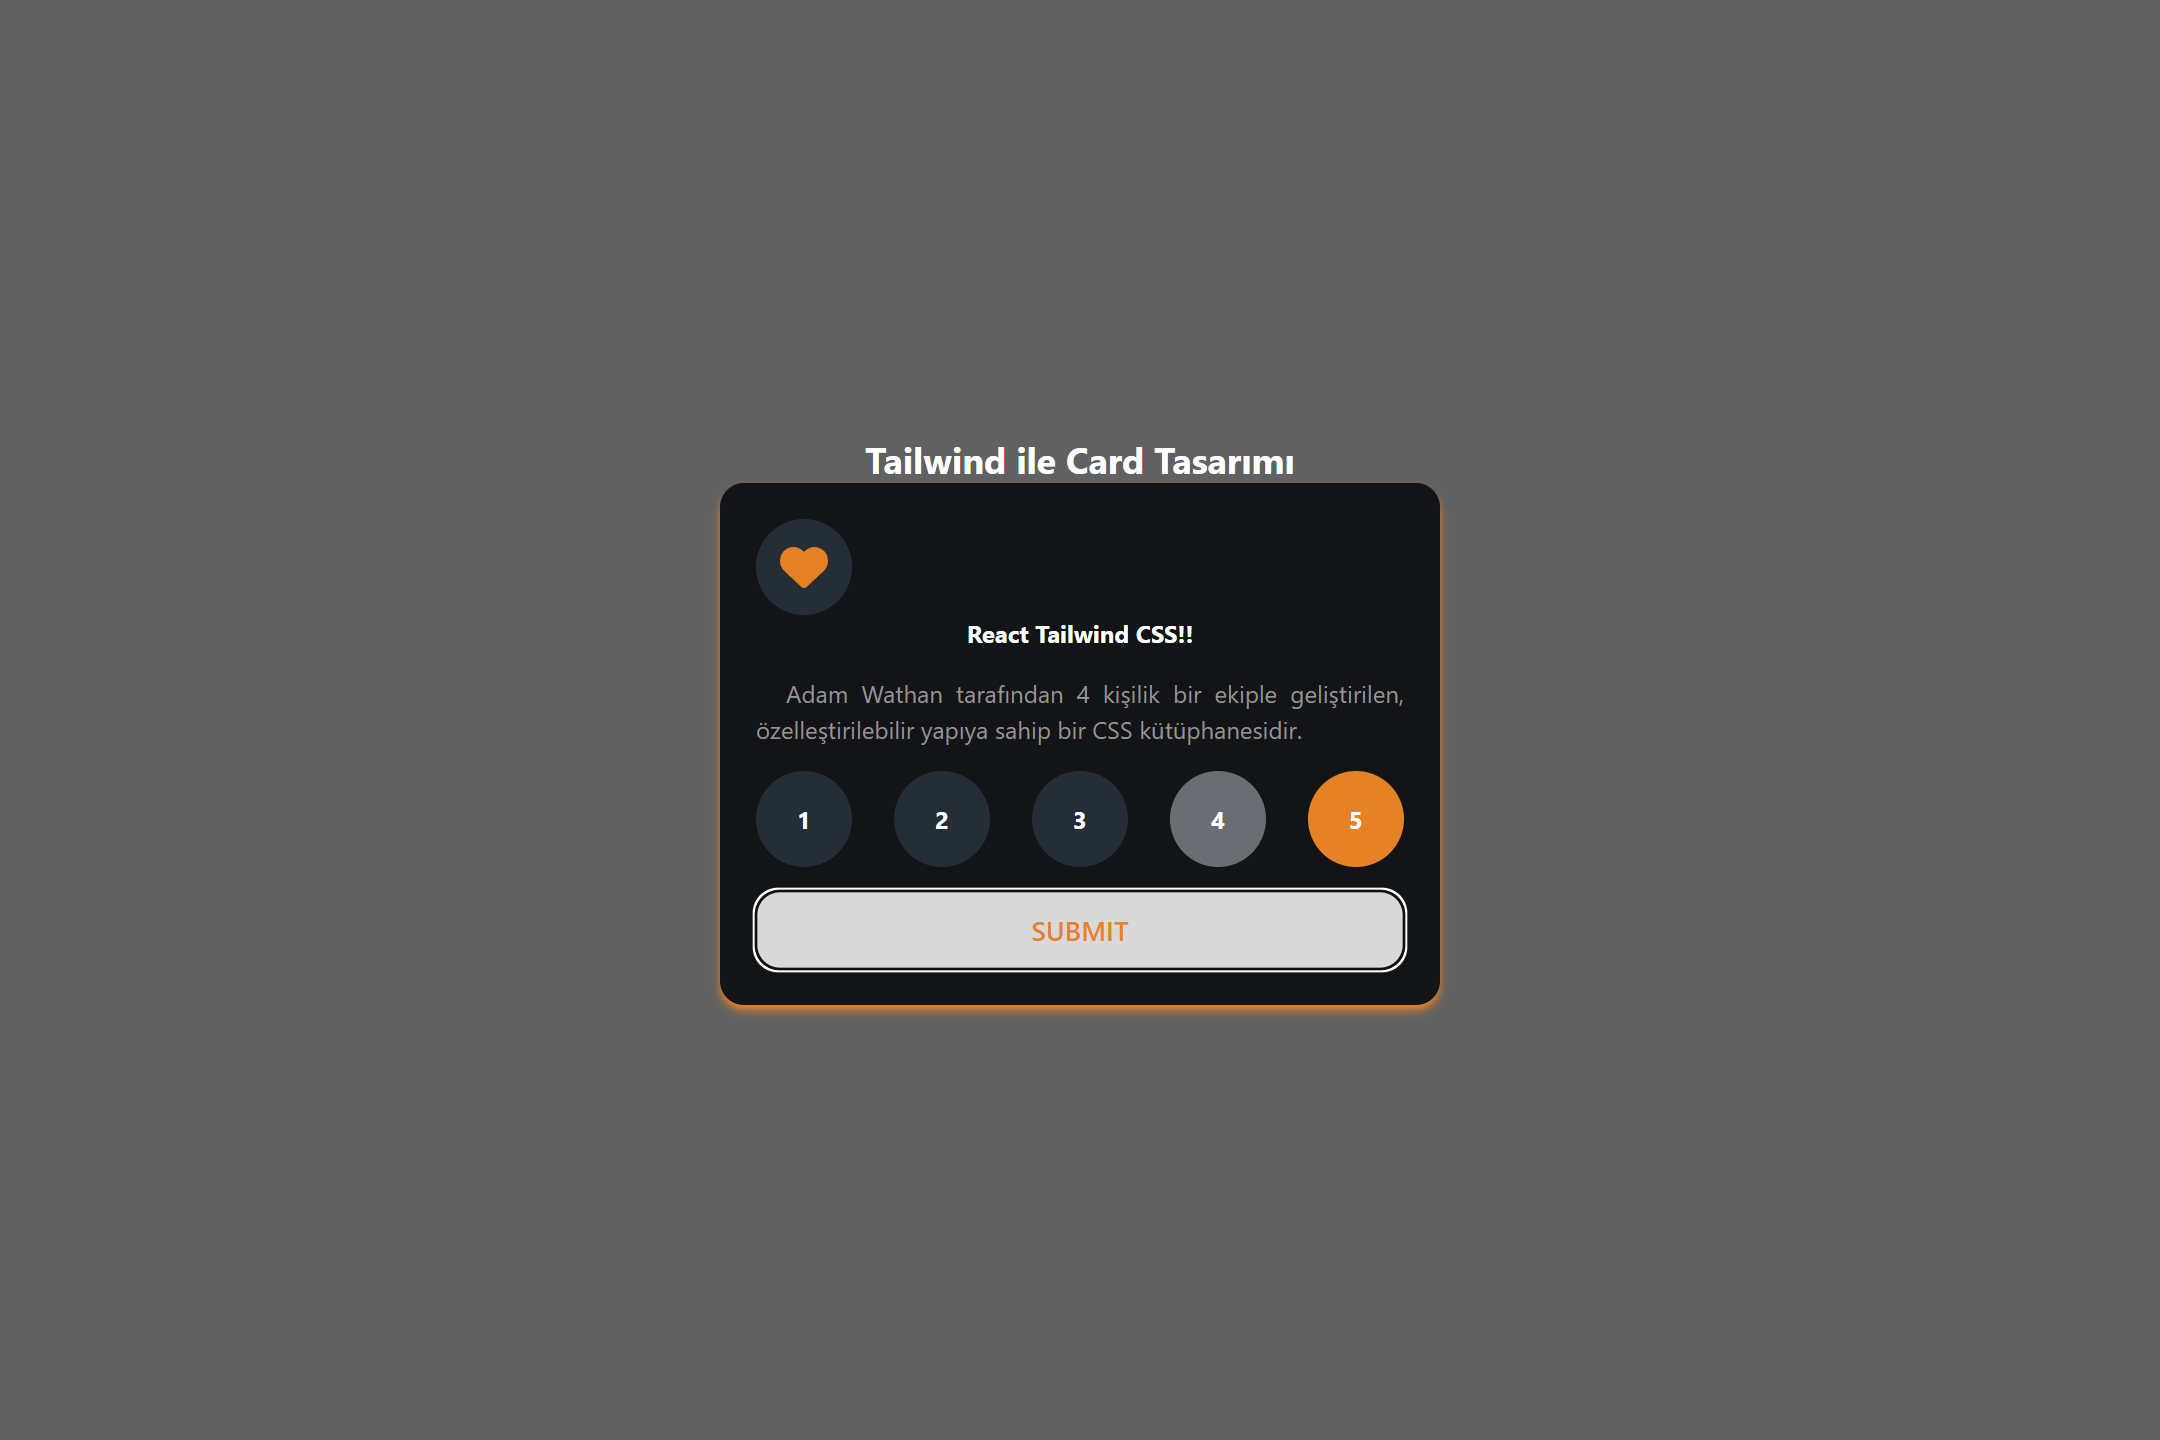 Tailwind ile Card Tasarımı
React Tailwind CSS!!
Adam Wathan tarafından 4 kişilik bir ekiple geliştirilen,
özelleştirilebilir yapıya sahip bir CSS kütüphanesidir.
1 2 3 4 5
SUBMIT